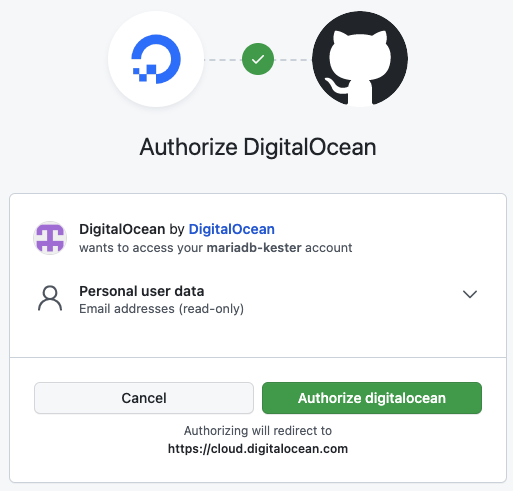 Authorize DigitalOcean
DigitalOcean by DigitalOcean
wants to access your mariadb-kester account
Personal user data
Email addresses (read-only)
Cancel
Authorize digitalocean
Authorizing will redirect to
https://cloud.digitalocean.com